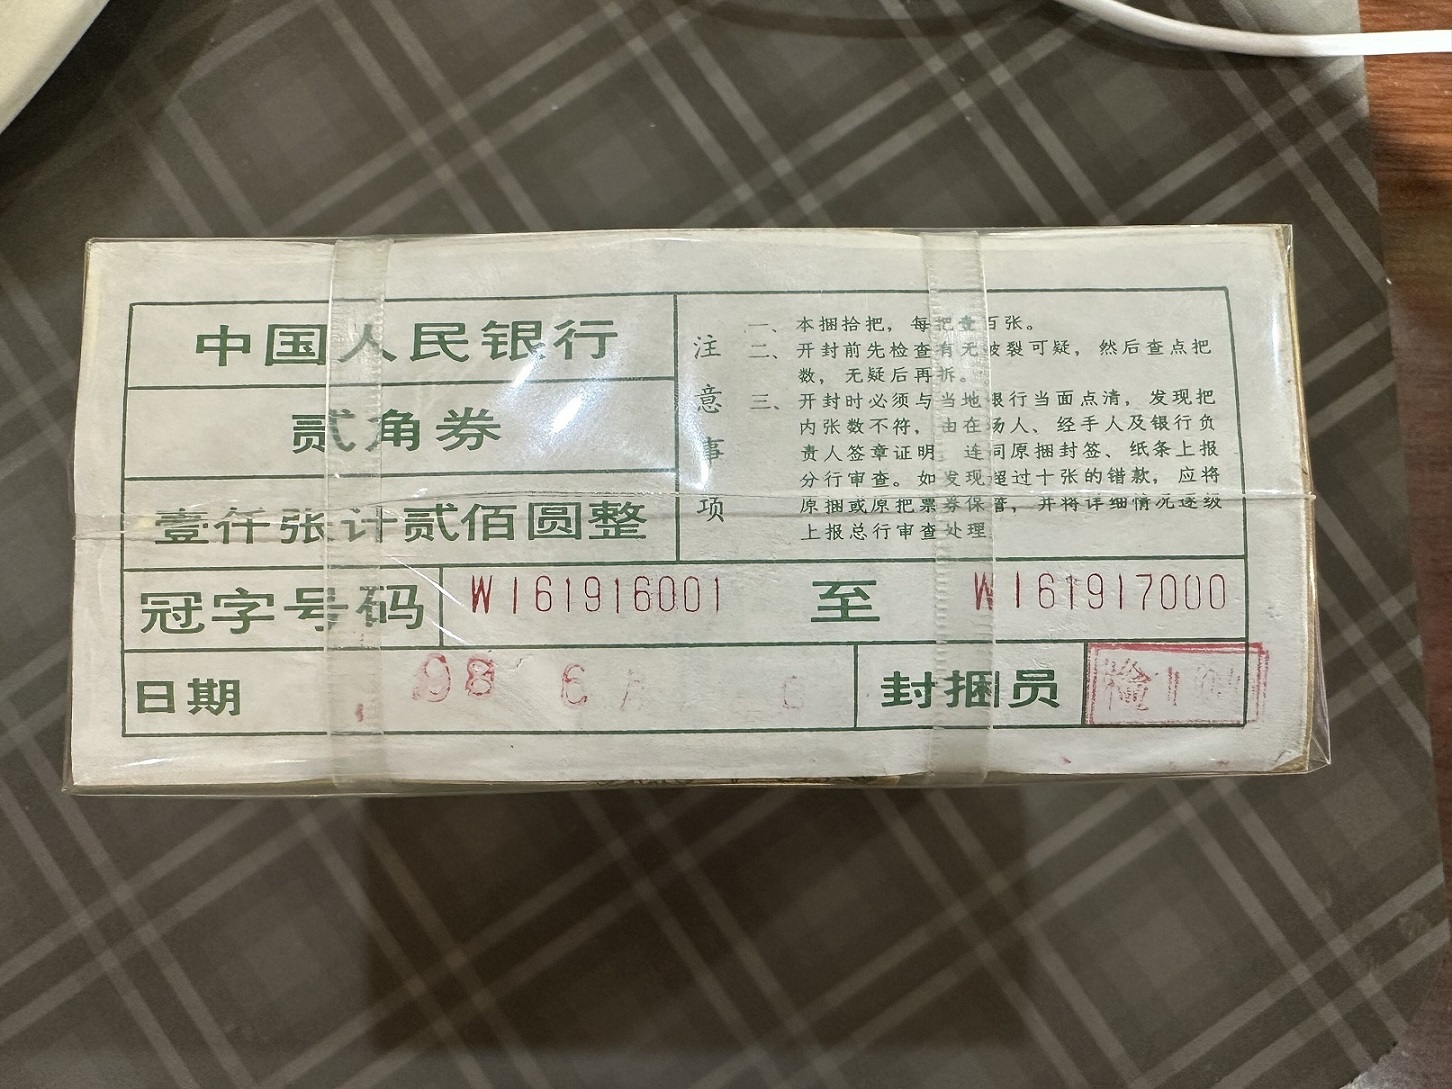 中国人民银行
贰角券
壹仟张计贰佰圆整
注意事项
一、本捆拾把，每把壹百张。
二、开封前先检查有无破裂可疑，然后查点把
数，无疑后再拆。
三、开封时必须与当地银行当面点清，发现把
内张数不符，由在场人、经手人及银行负
责人签章证明，连同原捆封签、纸条上报
分行审查。如发现超过十张的错款，应将
原捆或原把票券保管，并将详细情况逐级
上报总行审查处理
冠字号码 WI61916001 至 WI61917000
日期 98 6 月 6 封捆员